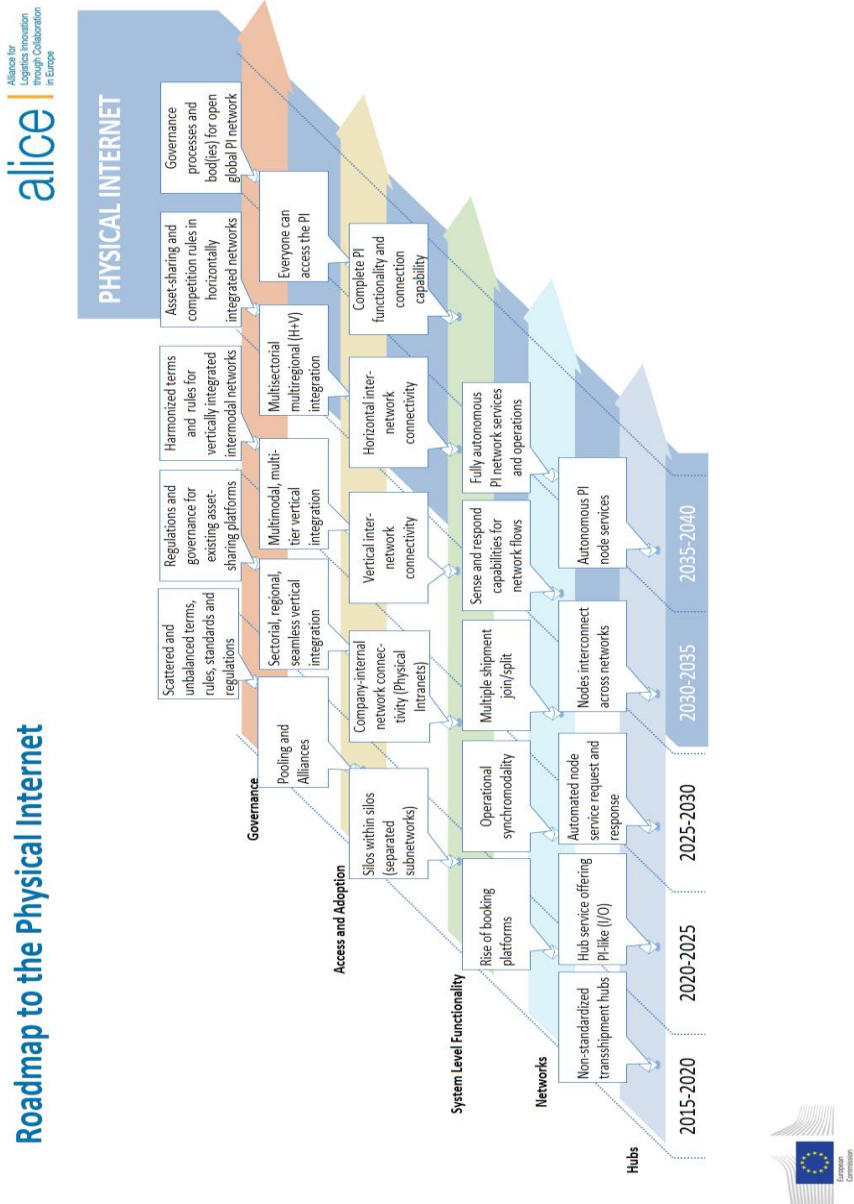 Roadmap to the Physical Internet
alice
Alliance for
Logistics Innovation
through Collaboration
in Europe
PHYSICAL INTERNET
Governance
Scattered and
unbalanced terms,
rules, standards and
regulations
Regulations and
governance for
existing asset-
sharing platforms
Harmonized terms
and rules for
vertically integrated
intermodal networks
Asset-sharing and
competition rules in
horizontally
integrated networks
Governance
processes and
bod(ies) for open
global PI network
Access and Adoption
Pooling and
Alliances
Sectorial, regional,
seamless vertical
integration
Multimodal, multi-
tier vertical
integration
Multisectorial
multiregional (H+V)
integration
Everyone can
access the PI
System Level Functionality
Silos within silos
(separated
subnetworks)
Company-internal
network connec-
tivity (Physical
Intranets)
Vertical inter-
network
connectivity
Horizontal inter-
network
connectivity
Complete PI
functionality and
connection
capability
Networks
Rise of booking
platforms
Operational
synchromodality
Multiple shipment
join/split
Sense and respond
capabilities for
network flows
Fully autonomous
PI network services
and operations
Hubs
Non-standardized
transshipment hubs
Hub service offering
PI-like (I/O)
Automated node
service request and
response
Nodes interconnect
across networks
Autonomous PI
node services
2015-2020
2020-2025
2025-2030
2030-2035
2035-2040
European
Commission